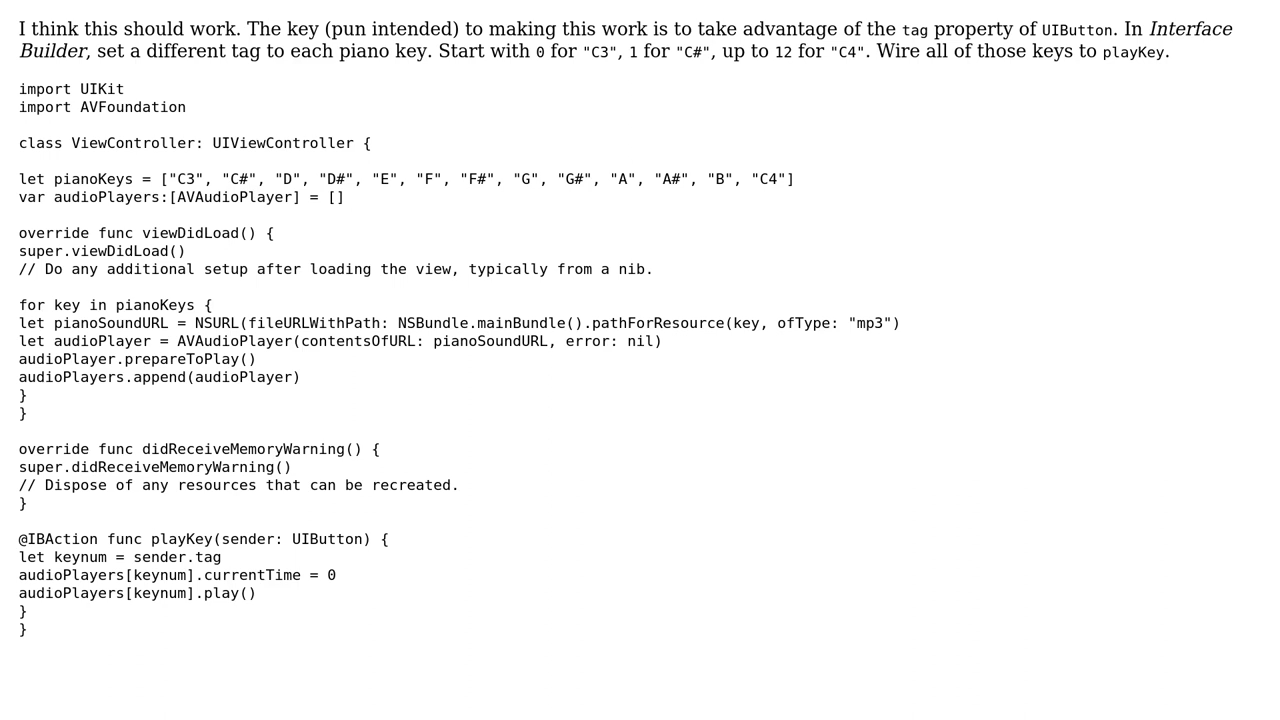 I think this should work. The key (pun intended) to making this work is to take advantage of the tag property of UIButton. In Interface
Builder, set a different tag to each piano key. Start with 0 for "C3", 1 for "C#", up to 12 for "C4". Wire all of those keys to playKey.
import UIKit
import AVFoundation
class ViewController: UIViewController {
let pianoKeys = ["C3", "C#", "D", "D#", "E", "F", "F#", "G", "G#", "A", "A#", "B", "C4"]
var audioPlayers:[AVAudioPlayer] = []
override func viewDidLoad() {
super.viewDidLoad()
// Do any additional setup after loading the view, typically from a nib.
for key in pianoKeys {
let pianoSoundURL = NSURL(fileURLWithPath: NSBundle.mainBundle().pathForResource(key, ofType: "mp3")
let audioPlayer = AVAudioPlayer(contentsOfURL: pianoSoundURL, error: nil)
audioPlayer.prepareToPlay()
audioPlayers.append(audioPlayer)
}
}
override func didReceiveMemoryWarning() {
super.didReceiveMemoryWarning()
// Dispose of any resources that can be recreated.
}
@IBAction func playKey(sender: UIButton) {
let keynum = sender.tag
audioPlayers[keynum].currentTime = 0
audioPlayers[keynum].play()
}
}